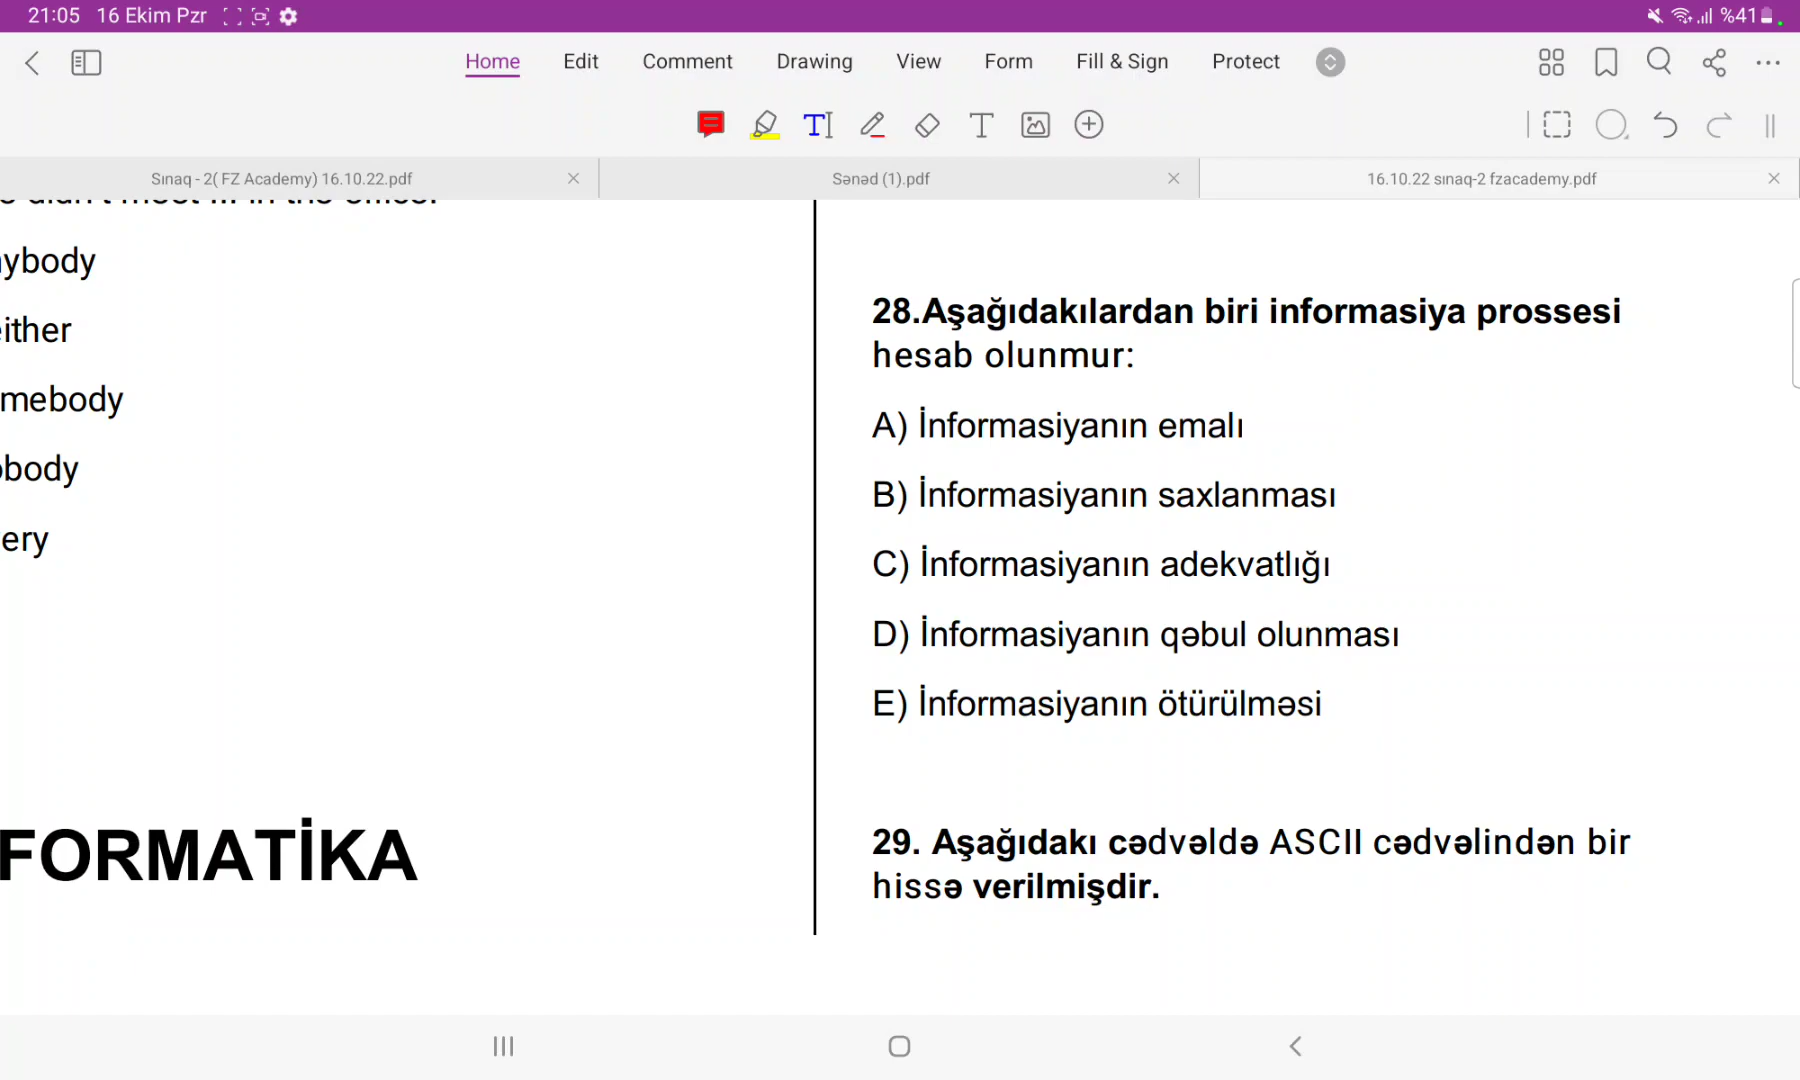 21:05 16 Ekim Pzr %41
Home Edit Comment Drawing View Form Fill & Sign Protect
Sınaq - 2( FZ Academy) 16.10.22.pdf
Sənəd (1).pdf
16.10.22 sınaq-2 fzacademy.pdf
ybody
ither
mebody
body
ery
FORMATİKA
28.Aşağıdakılardan biri informasiya prossesi
hesab olunmur:
A) İnformasiyanın emalı
B) İnformasiyanın saxlanması
C) İnformasiyanın adekvatlığı
D) İnformasiyanın qəbul olunması
E) İnformasiyanın ötürülməsi
29. Aşağıdakı cədvəldə ASCII cədvəlindən bir
hissə verilmişdir.